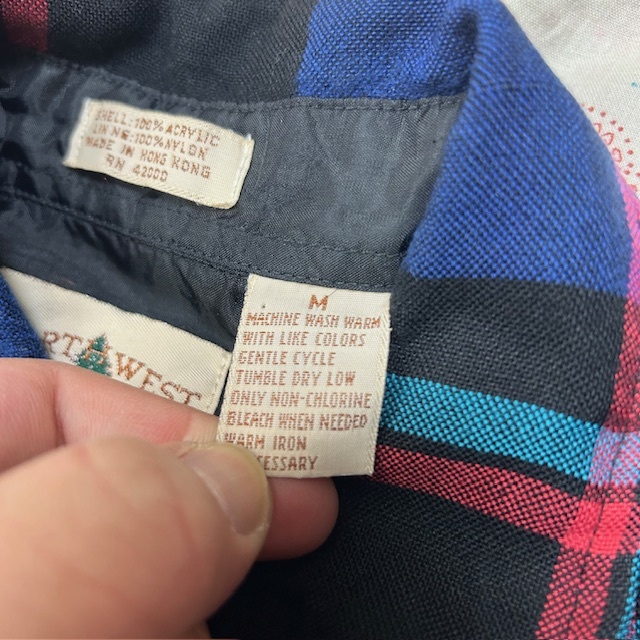 SHELL:100% ACRYLIC
100% NYLON
MADE IN HONG KONG
RN 42000
WEST
M
MACHINE WASH WARM
WITH LIKE COLORS
GENTLE CYCLE
TUMBLE DRY LOW
ONLY NON-CHLORINE
BLEACH WHEN NEEDED
WARM IRON